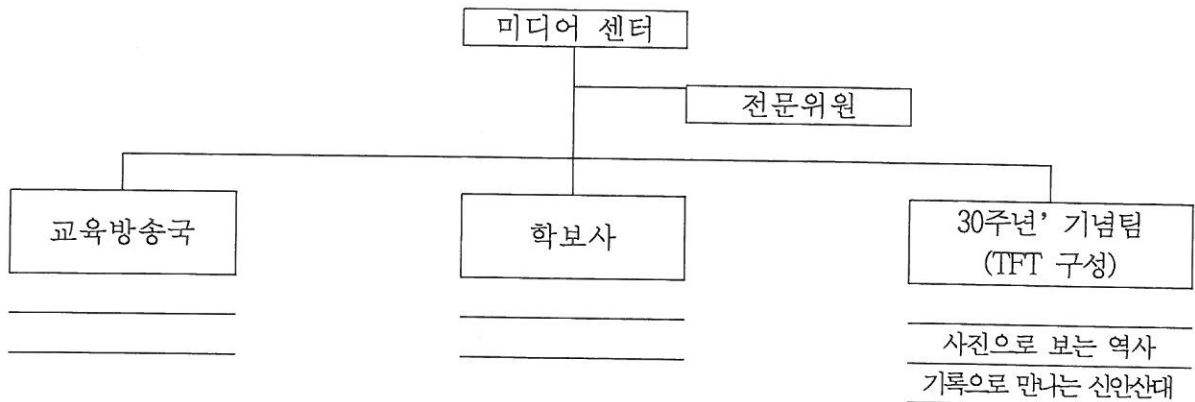 미디어 센터
전문위원
교육방송국
학보사
30주년’ 기념팀
(TFT 구성)
사진으로 보는 역사
기록으로 만나는 신안산대